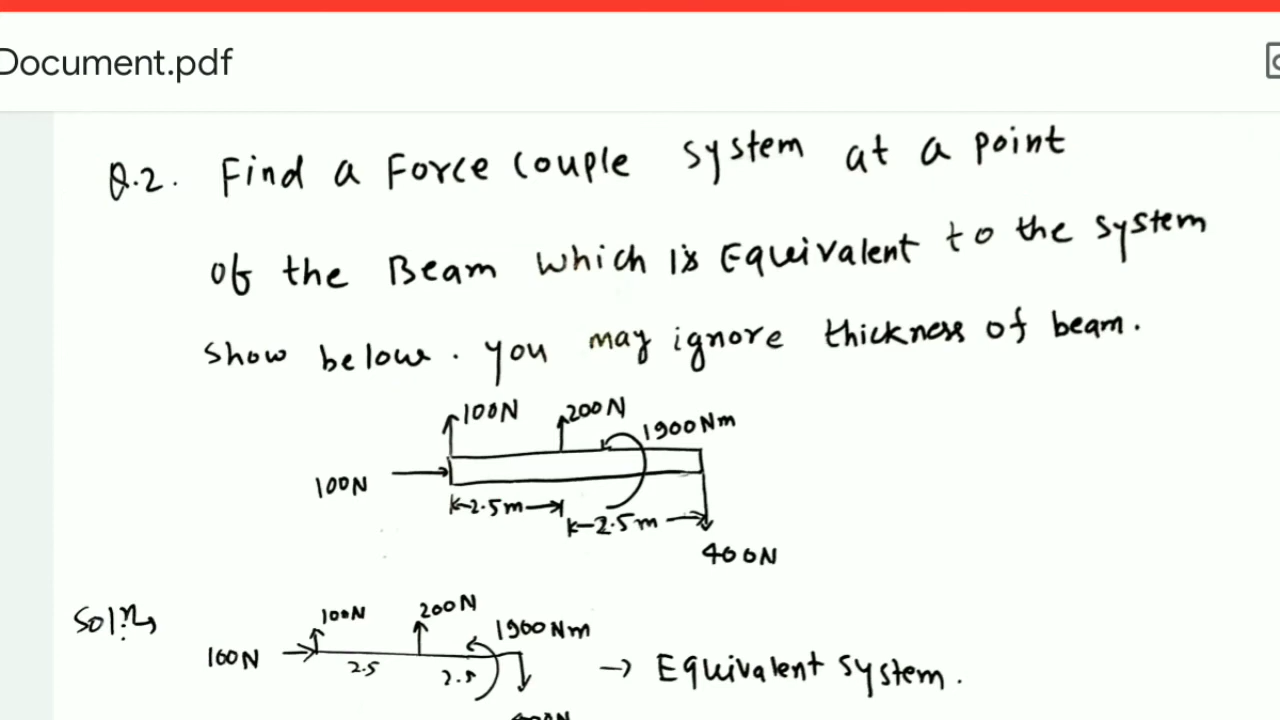 Document.pdf
Q.2. Find a Force couple system at a point
of the Beam which is Equivalent to the system
show below. you may ignore thickness of beam.
100N 200N 1900Nm
100N
2.5m 2.5m
400N
Solⁿ
100N 200N 1900Nm
100N
2.5 2.5
→ Equivalent system.